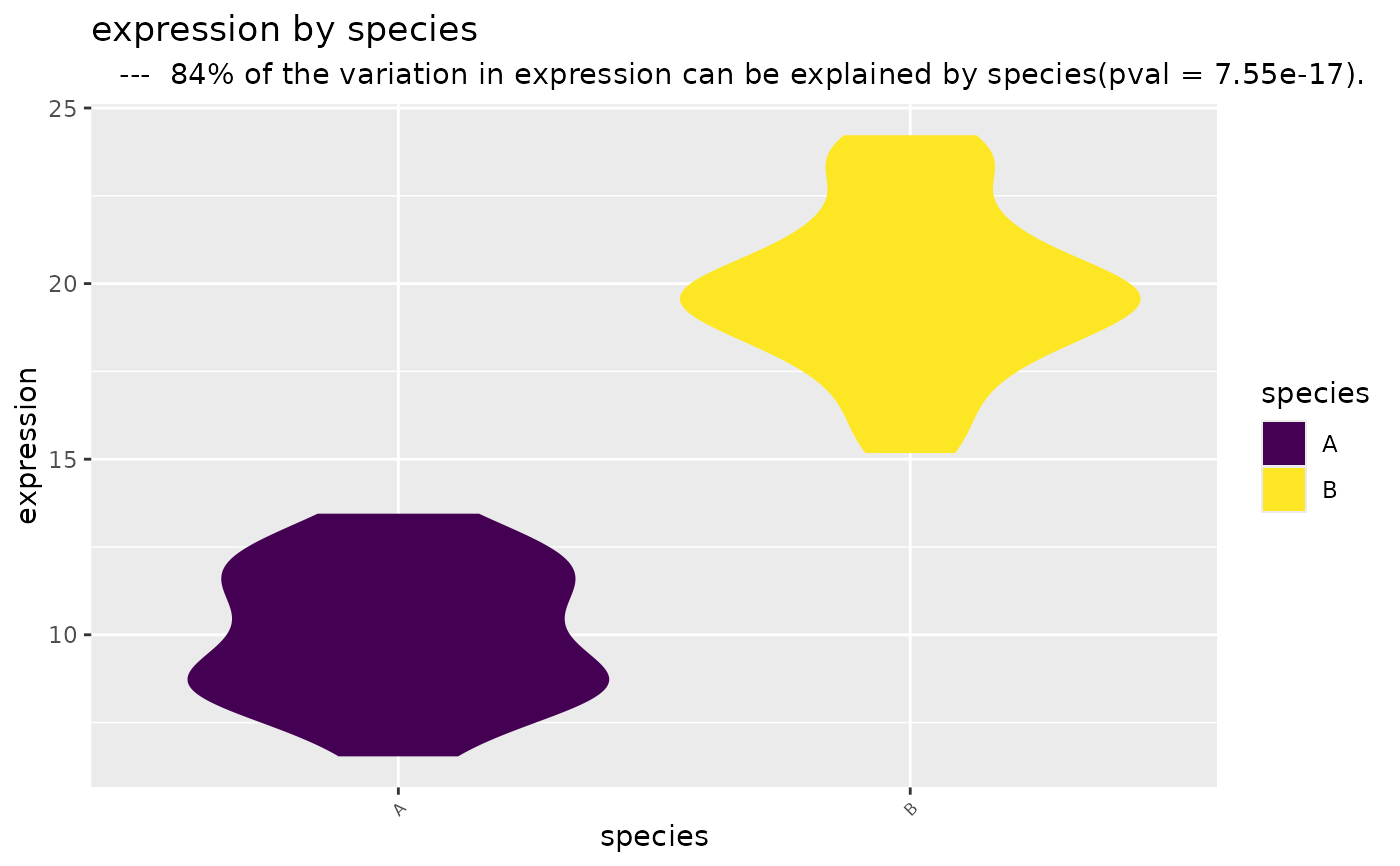 expression by species
--- 84% of the variation in expression can be explained by species(pval = 7.55e-17).
25
20
15
10
expression
A
B
species
species
A
B